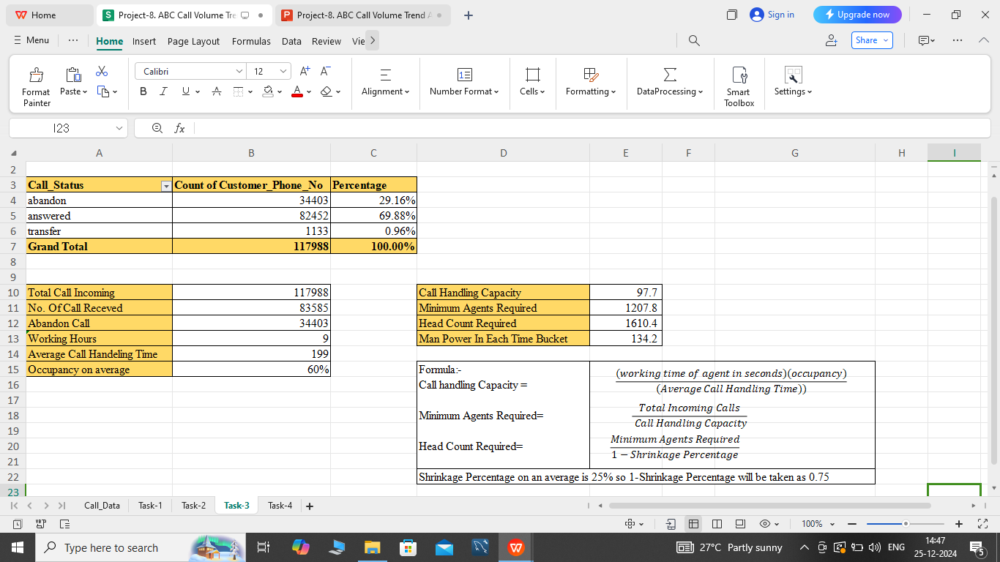 Home
Project-8. ABC Call Volume Tre
Project-8. ABC Call Volume Trend A
Sign in
Upgrade now
Menu
Home Insert Page Layout Formulas Data Review Vie
Share
Format Painter
Paste
Calibri
12
Alignment
Number Format
Cells
Formatting
DataProcessing
Smart Toolbox
Settings
I23
fx
A B C D E F G H I
2
3 Call_Status Count of Customer_Phone_No Percentage
4 abandon 34403 29.16%
5 answered 82452 69.88%
6 transfer 1133 0.96%
7 Grand Total 117988 100.00%
8
9
10 Total Call Incoming 117988 Call Handling Capacity 97.7
11 No. Of Call Receved 83585 Minimum Agents Required 1207.8
12 Abandon Call 34403 Head Count Required 1610.4
13 Working Hours 9 Man Power In Each Time Bucket 134.2
14 Average Call Handeling Time 199
15 Occupancy on average 60% Formula:-
16 Call handling Capacity = (working time of agent in seconds)(occupancy)
(Average Call Handling Time))
17
18 Minimum Agents Required= Total Incoming Calls
Call Handling Capacity
19
20 Head Count Required= Minimum Agents Required
1 − Shrinkage Percentage
21
22 Shrinkage Percentage on an average is 25% so 1-Shrinkage Percentage will be taken as 0.75
23
Call_Data Task-1 Task-2 Task-3 Task-4
100%
Type here to search
27°C Partly sunny
ENG
14:47
25-12-2024
5